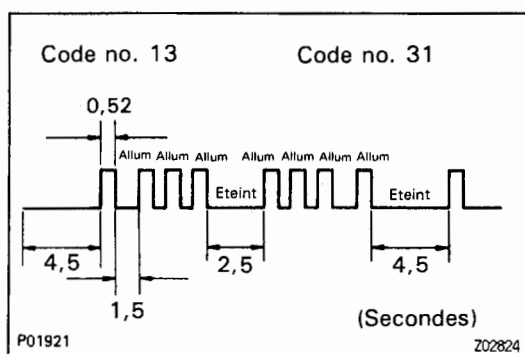 Code no. 13 Code no. 31
0,52
Allum Allum Allum Allum Allum Allum Allum
Eteint Eteint
4,5 2,5 4,5
1,5
(Secondes)
P01921 Z02824